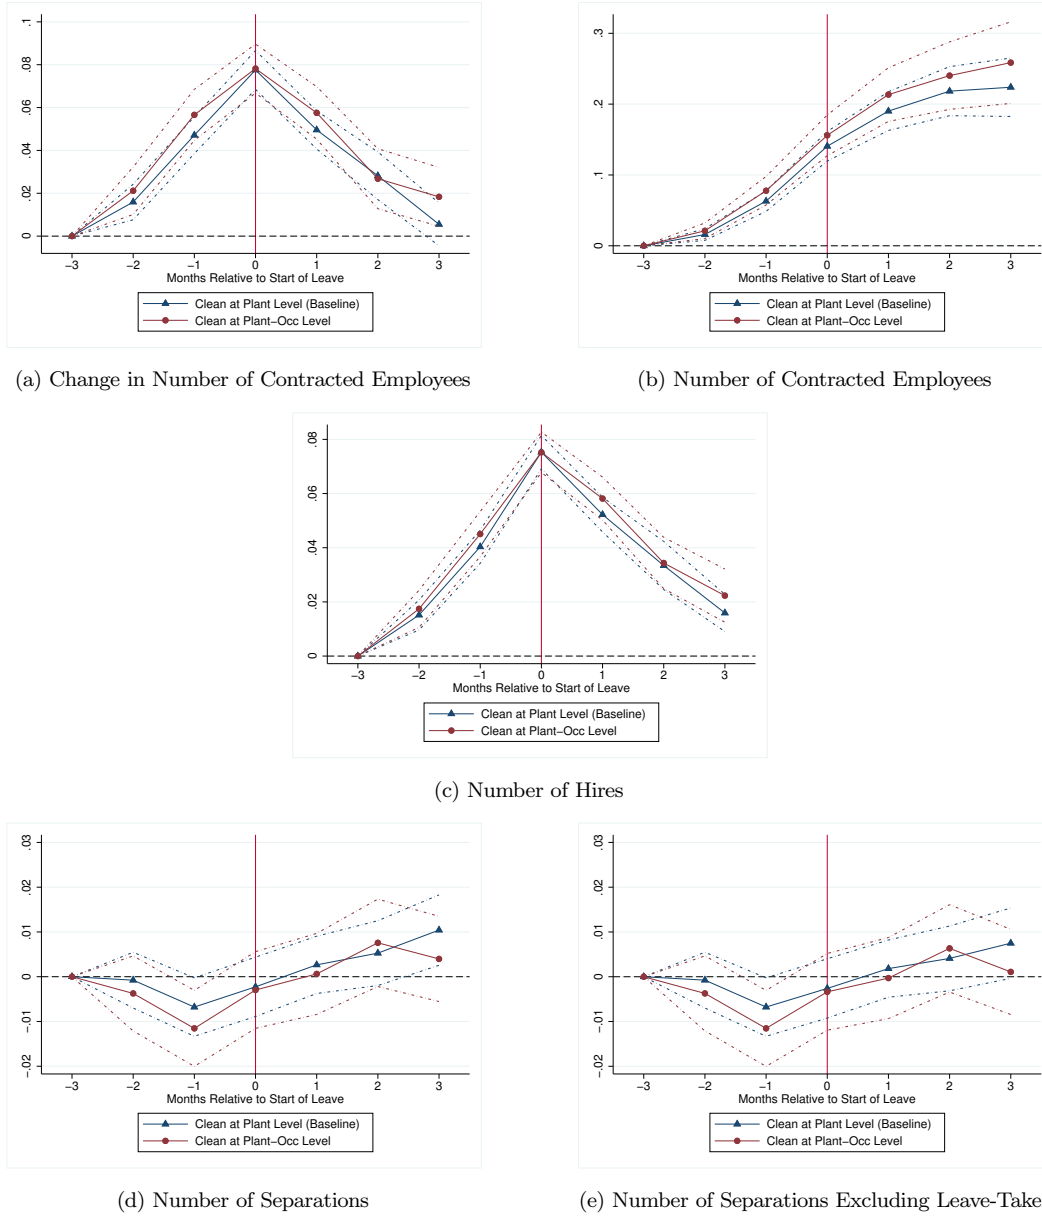 .1
.08
.06
.04
.02
0
−3 −2 −1 0 1 2 3
Months Relative to Start of Leave
Clean at Plant Level (Baseline)
Clean at Plant−Occ Level
(a) Change in Number of Contracted Employees
.3
.2
.1
0
−3 −2 −1 0 1 2 3
Months Relative to Start of Leave
Clean at Plant Level (Baseline)
Clean at Plant−Occ Level
(b) Number of Contracted Employees
.08
.06
.04
.02
0
−3 −2 −1 0 1 2 3
Months Relative to Start of Leave
Clean at Plant Level (Baseline)
Clean at Plant−Occ Level
(c) Number of Hires
.03
.02
.01
0
−.01
−.02
−3 −2 −1 0 1 2 3
Months Relative to Start of Leave
Clean at Plant Level (Baseline)
Clean at Plant−Occ Level
(d) Number of Separations
.03
.02
.01
0
−.01
−.02
−3 −2 −1 0 1 2 3
Months Relative to Start of Leave
Clean at Plant Level (Baseline)
Clean at Plant−Occ Level
(e) Number of Separations Excluding Leave-Take